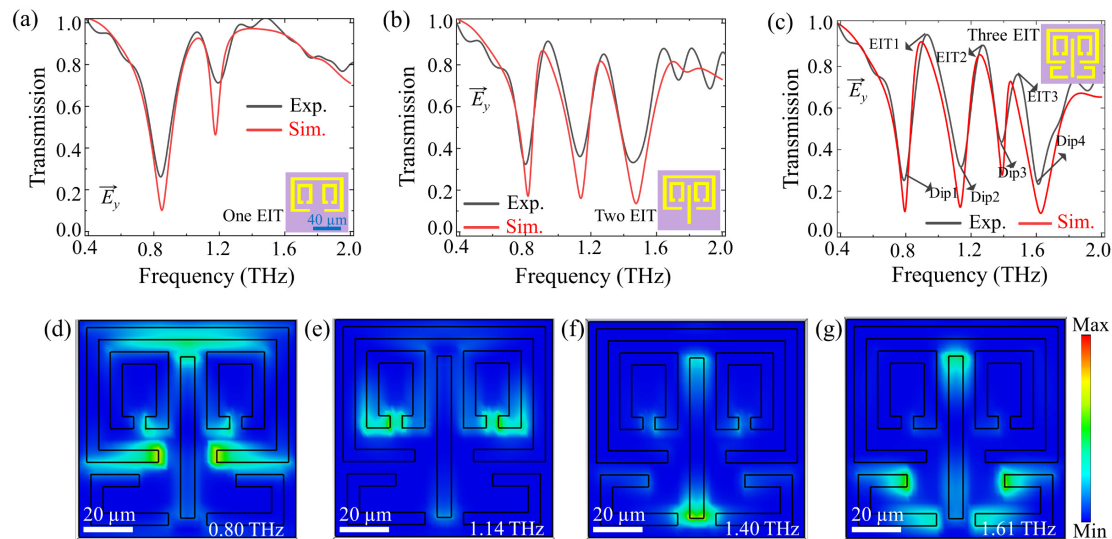 (a)
1.0
0.8
0.6
0.4
0.2
0.0
Transmission
Exp.
Sim.
E_y
One EIT
40 μm
0.4 0.8 1.2 1.6 2.0
Frequency (THz)
(b)
1.0
0.8
0.6
0.4
0.2
0.0
Transmission
E_y
Exp.
Sim.
Two EIT
0.4 0.8 1.2 1.6 2.0
Frequency (THz)
(c)
1.0
0.8
0.6
0.4
0.2
0.0
Transmission
EIT1
EIT2
Three EIT
EIT3
E_y
Dip1
Dip2
Dip3
Dip4
Exp.
Sim.
0.4 0.8 1.2 1.6 2.0
Frequency (THz)
(d)
20 μm
0.80 THz
(e)
20 μm
1.14 THz
(f)
20 μm
1.40 THz
(g)
20 μm
1.61 THz
Max
Min